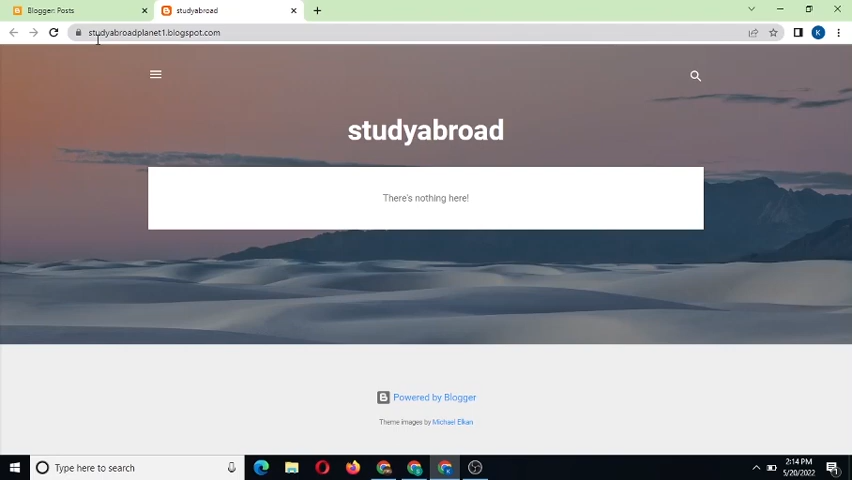 Blogger: Posts
studyabroad
studyabroadplanet1.blogspot.com
K
studyabroad
There's nothing here!
Powered by Blogger
Theme images by Michael Elkan
Type here to search
2:14 PM
5/20/2022